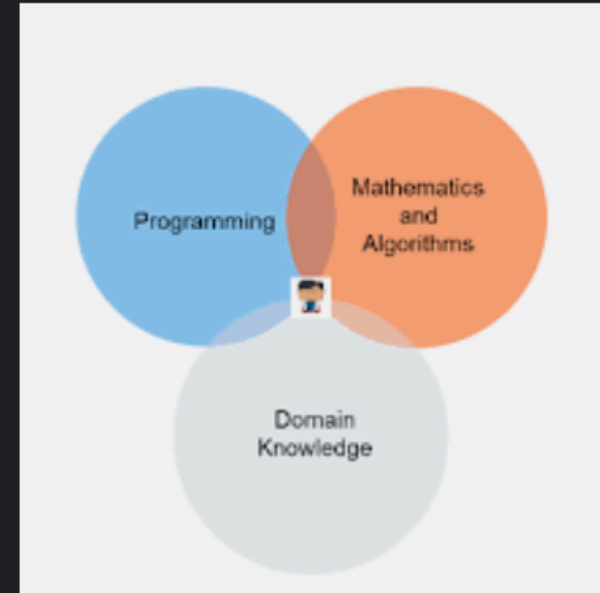 Programming
Mathematics
and
Algorithms
Domain
Knowledge